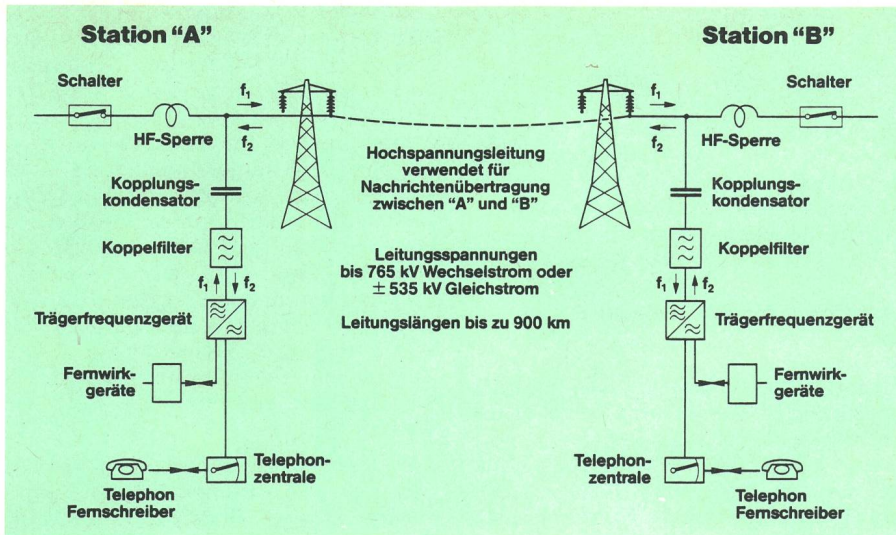 Station “A”
Station “B”
Schalter
f₁
f₂
HF-Sperre
f₁
f₂
HF-Sperre
Schalter
Kopplungs-
kondensator
Hochspannungsleitung
verwendet für
Nachrichtenübertragung
zwischen “A” und “B”
Kopplungs-
kondensator
Koppelfilter
f₁
f₂
Leitungsspannungen
bis 765 kV Wechselstrom oder
± 535 kV Gleichstrom
Leitungslängen bis zu 900 km
Koppelfilter
f₁
f₂
Trägerfrequenzgerät
Trägerfrequenzgerät
Fernwirk-
geräte
Fernwirk-
geräte
Telephon-
zentrale
Telephon-
zentrale
Telephon
Fernschreiber
Telephon
Fernschreiber